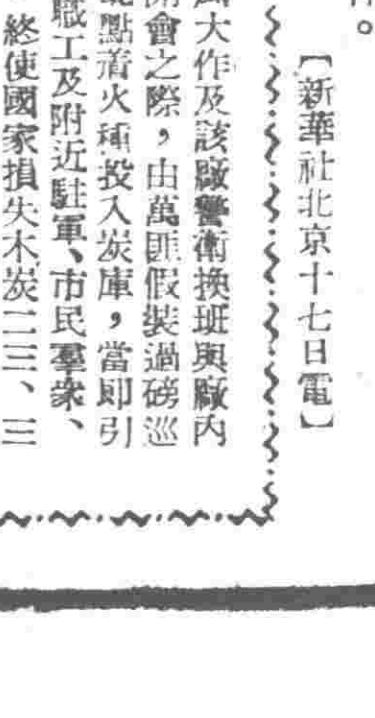 。
【新華社北京十七日電】
大作及該廠警衛換班與廠內
會之際，由萬匪假裝過磅巡
點着火種投入炭庫，當即引
職工及附近駐軍、市民羣衆、
終使國家損失木炭二三、三